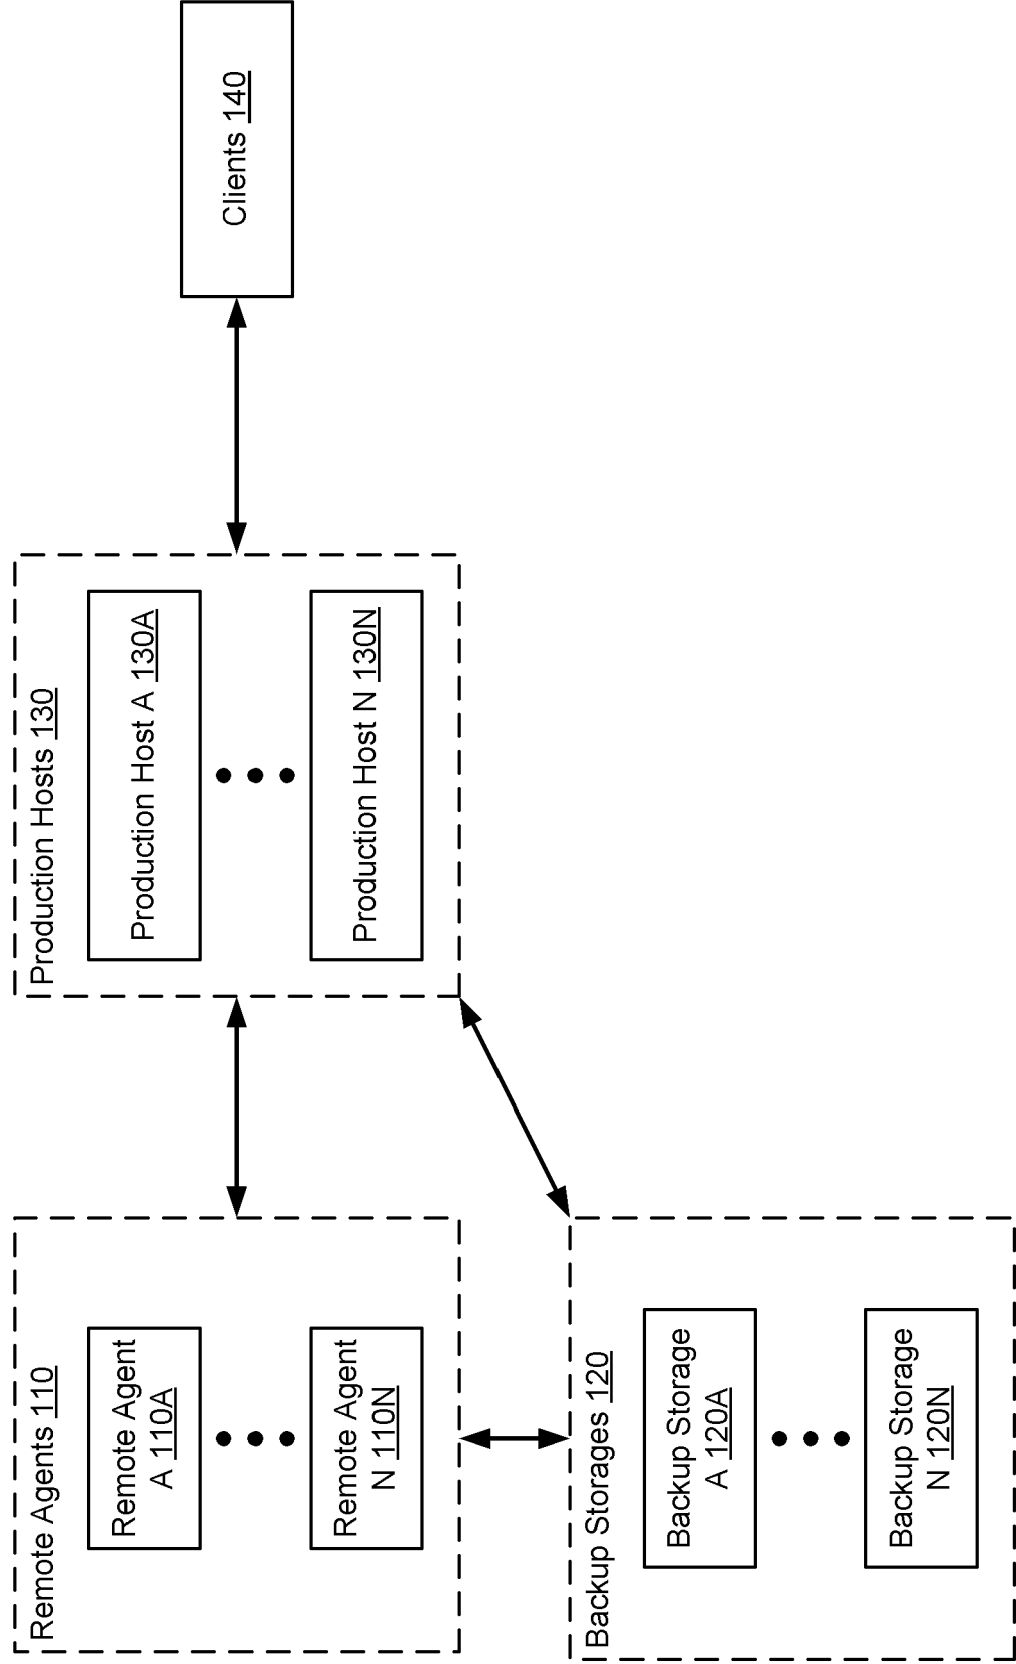 Remote Agents 110
Remote Agent
A 110A
Remote Agent
N 110N
Production Hosts 130
Production Host A 130A
Production Host N 130N
Clients 140
Backup Storages 120
Backup Storage
A 120A
Backup Storage
N 120N